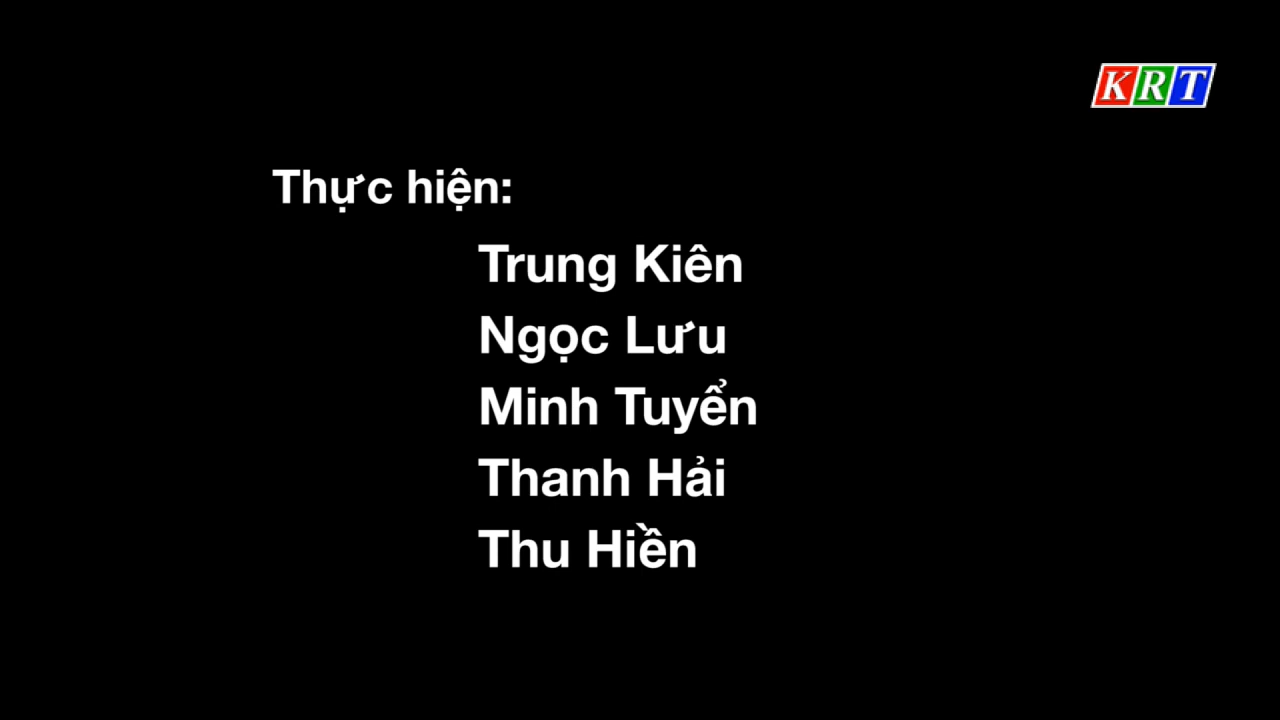 KRT
Thực hiện:
Trung Kiên
Ngọc Lưu
Minh Tuyển
Thanh Hải
Thu Hiền